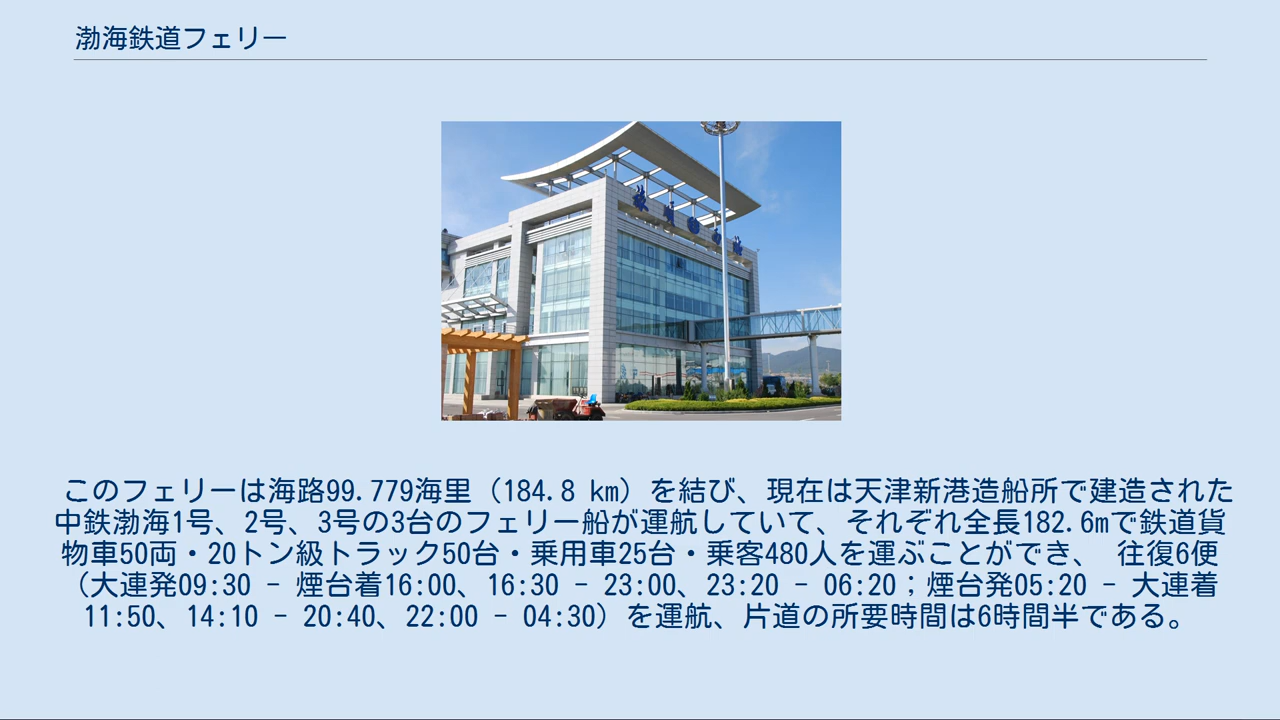 渤海鉄道フェリー
このフェリーは海路99.779海里（184.8 km）を結び、現在は天津新港造船所で建造された
中鉄渤海1号、2号、3号の3台のフェリー船が運航していて、それぞれ全長182.6mで鉄道貨
物車50両・20トン級トラック50台・乗用車25台・乗客480人を運ぶことができ、 往復6便
（大連発09:30 - 煙台着16:00、16:30 - 23:00、23:20 - 06:20；煙台発05:20 - 大連着
11:50、14:10 - 20:40、22:00 - 04:30）を運航、片道の所要時間は6時間半である。